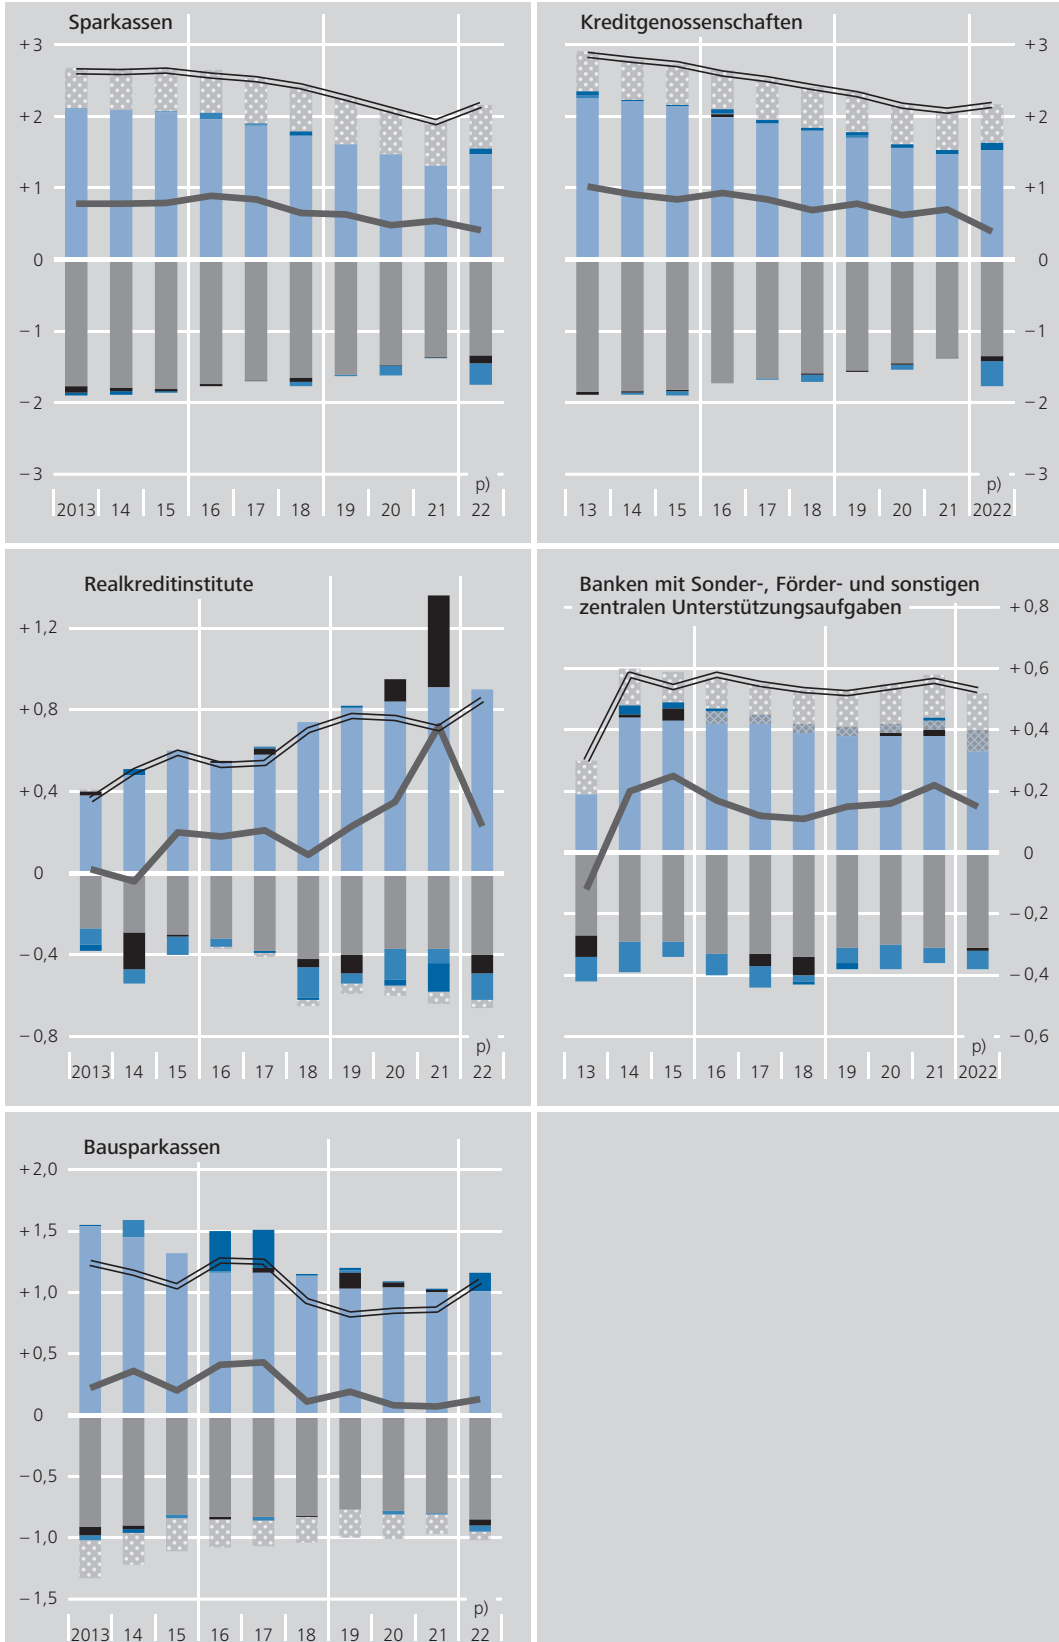 Sparkassen
+3
+2
+1
0
−1
−2
−3
p)
2013 14 15 16 17 18 19 20 21 22
Kreditgenossenschaften
+3
+2
+1
0
−1
−2
−3
p)
13 14 15 16 17 18 19 20 21 2022
Realkreditinstitute
+1,2
+0,8
+0,4
0
−0,4
−0,8
p)
2013 14 15 16 17 18 19 20 21 22
Banken mit Sonder-, Förder- und sonstigen
zentralen Unterstützungsaufgaben
+0,8
+0,6
+0,4
+0,2
0
−0,2
−0,4
−0,6
p)
13 14 15 16 17 18 19 20 21 2022
Bausparkassen
+2,0
+1,5
+1,0
+0,5
0
−0,5
−1,0
−1,5
p)
2013 14 15 16 17 18 19 20 21 22